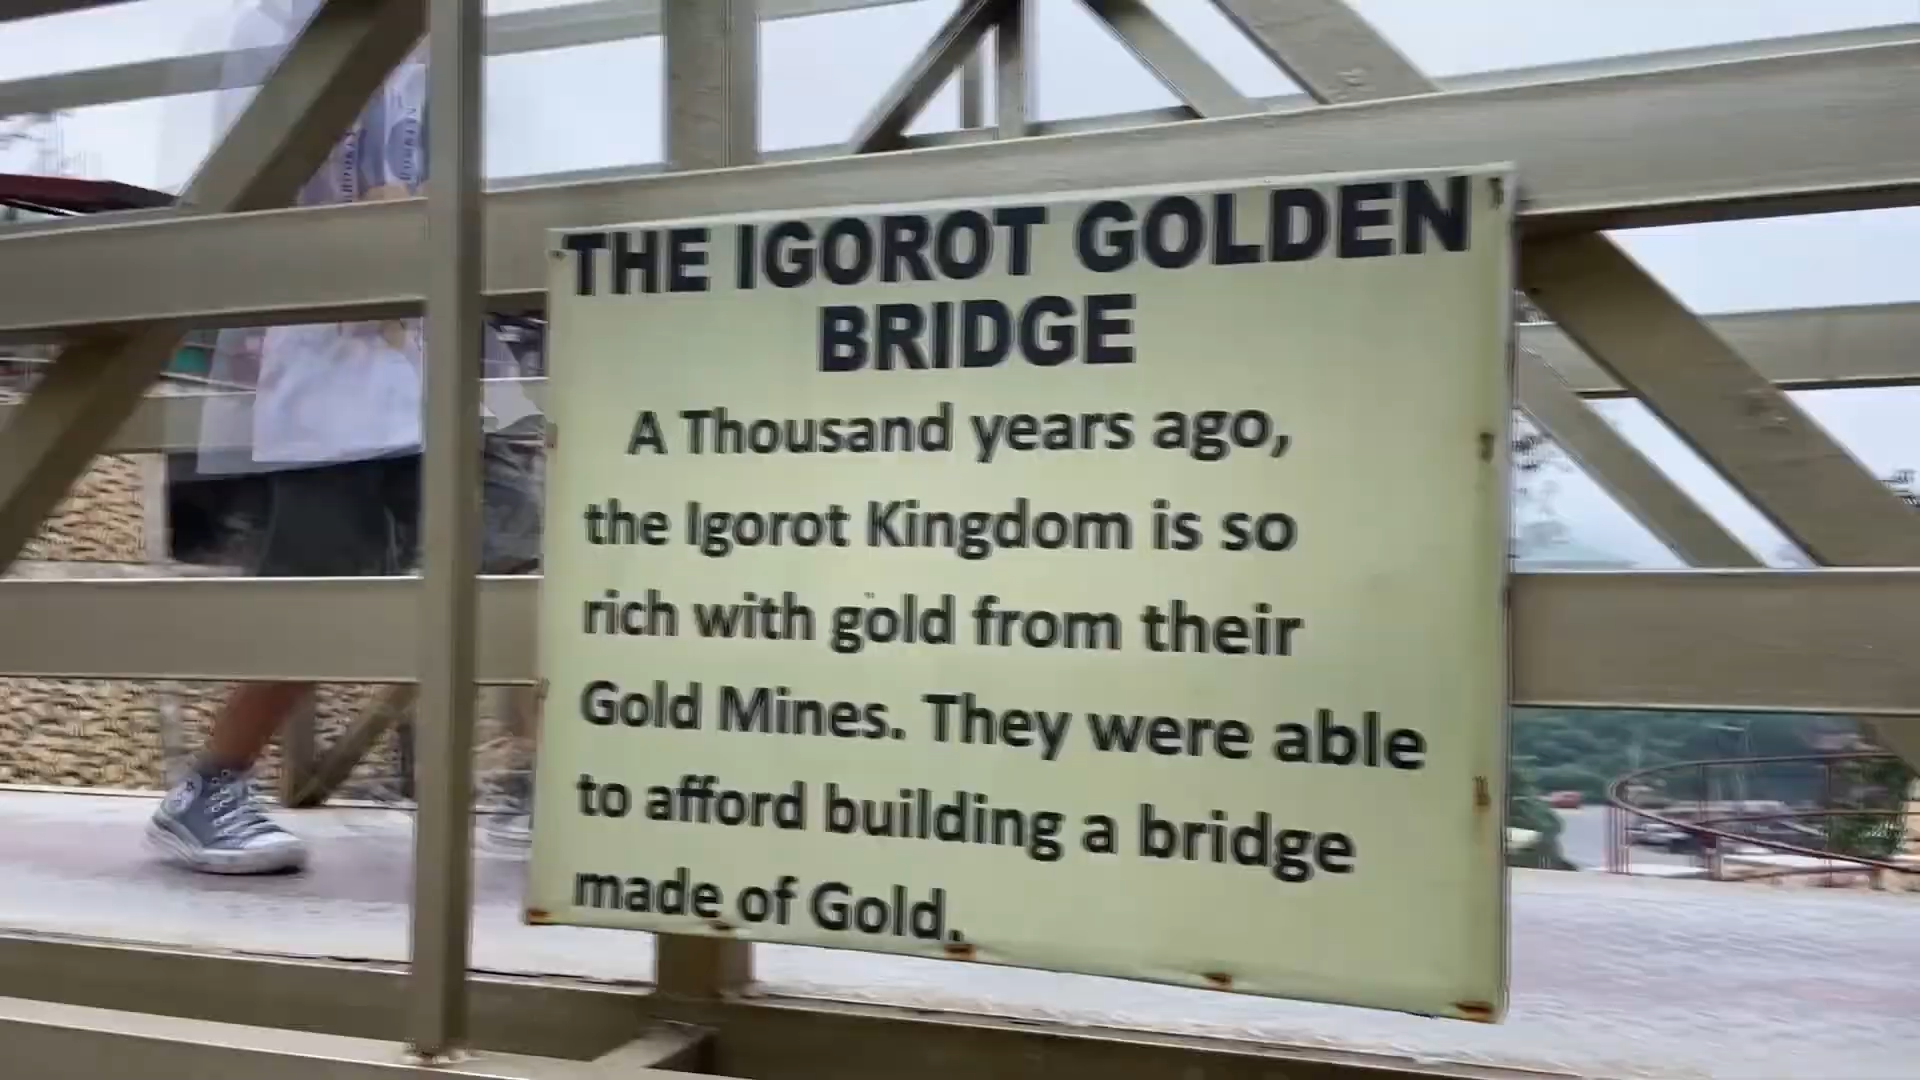 THE IGOROT GOLDEN
BRIDGE
A Thousand years ago,
the Igorot Kingdom is so
rich with gold from their
Gold Mines. They were able
to afford building a bridge
made of Gold.